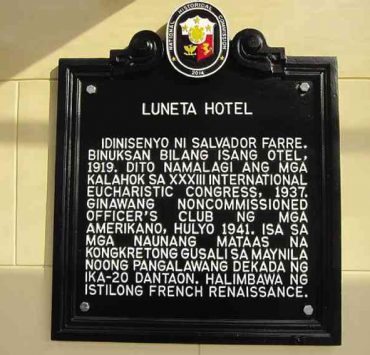 NATIONAL HISTORICAL COMMISSION
2014
LUNETA HOTEL
IDINISENYO NI SALVADOR FARRE.
BINUKSAN BILANG ISANG OTEL,
1919. DITO NAMALAGI ANG MGA
KALAHOK SA XXXIII INTERNATIONAL
EUCHARISTIC CONGRESS, 1937.
GINAWANG NONCOMMISSIONED
OFFICER'S CLUB NG MGA
AMERIKANO, HULYO 1941. ISA SA
MGA NAUNANG MATAAS NA
KONGKRETONG GUSALI SA MAYNILA
NOONG PANGALAWANG DEKADA NG
IKA-20 DANTAON. HALIMBAWA NG
ISTILONG FRENCH RENAISSANCE.